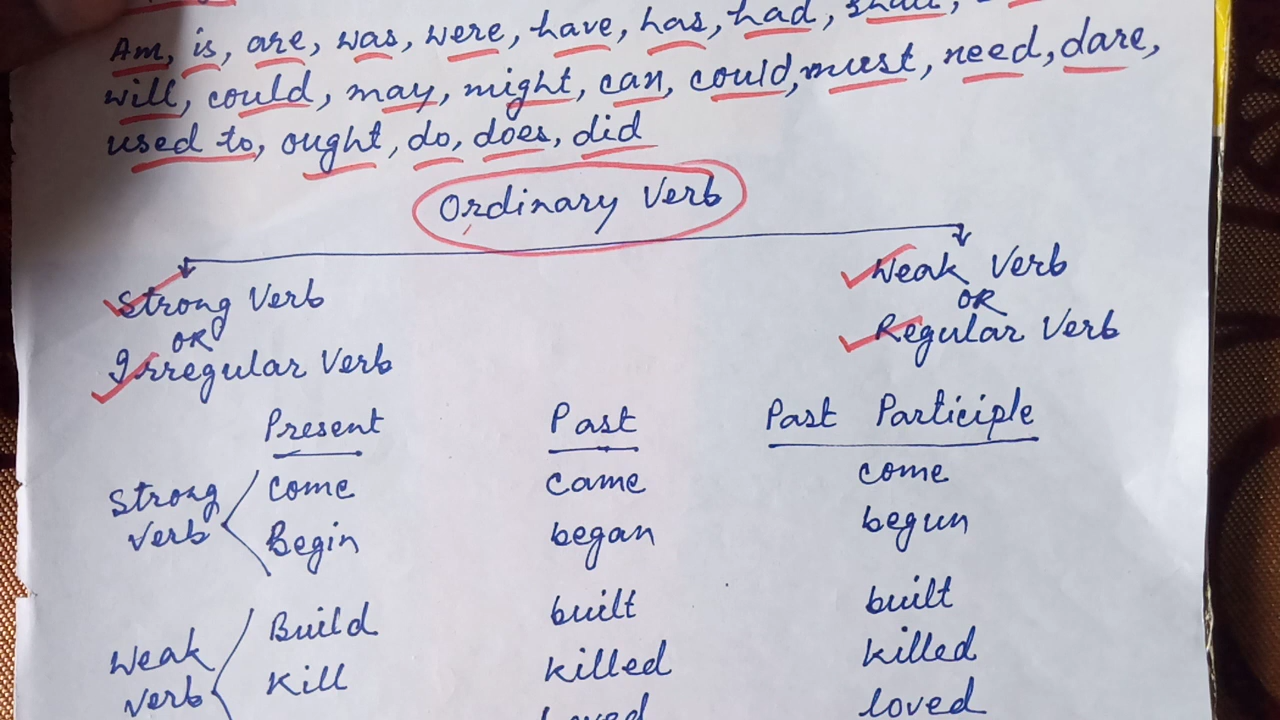 Am, is, are, was, were, have, has, had, shall,
will, could, may, might, can, could, must, need, dare,
used to, ought, do, does, did
Ordinary Verb
Strong Verb
OR
Irregular Verb
Weak Verb
OR
Regular Verb
Present Past Past Participle
Strong Verb
Come came come
Begin began begun
Weak Verb
Build built built
Kill killed killed
loved loved